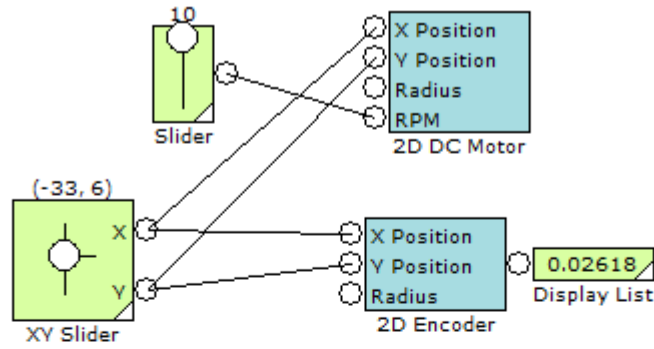 10
Slider
X Position
Y Position
Radius
RPM
2D DC Motor
(-33, 6)
X
Y
XY Slider
X Position
Y Position
Radius
2D Encoder
0.02618
Display List